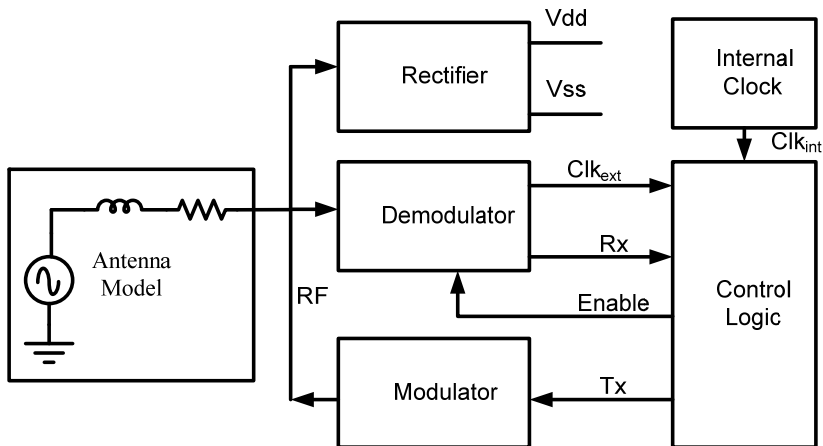 Vdd
Rectifier
Vss
Internal
Clock
Clkint
Clkext
Demodulator
Rx
Antenna
Model
RF
Enable
Control
Logic
Modulator
Tx